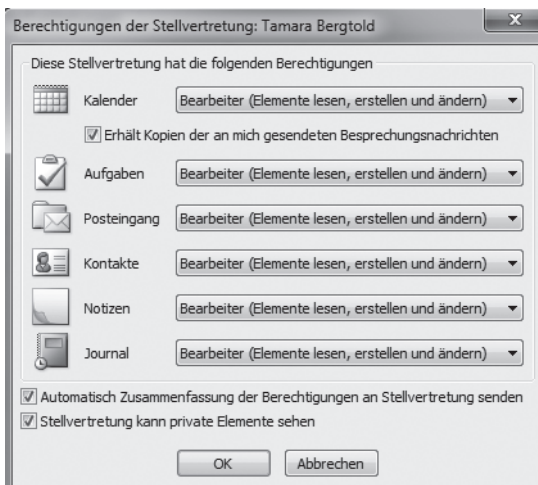 Berechtigungen der Stellvertretung: Tamara Bergtold
Diese Stellvertretung hat die folgenden Berechtigungen
Kalender Bearbeiter (Elemente lesen, erstellen und ändern)
Erhält Kopien der an mich gesendeten Besprechungsnachrichten
Aufgaben Bearbeiter (Elemente lesen, erstellen und ändern)
Posteingang Bearbeiter (Elemente lesen, erstellen und ändern)
Kontakte Bearbeiter (Elemente lesen, erstellen und ändern)
Notizen Bearbeiter (Elemente lesen, erstellen und ändern)
Journal Bearbeiter (Elemente lesen, erstellen und ändern)
Automatisch Zusammenfassung der Berechtigungen an Stellvertretung senden
Stellvertretung kann private Elemente sehen
OK Abbrechen